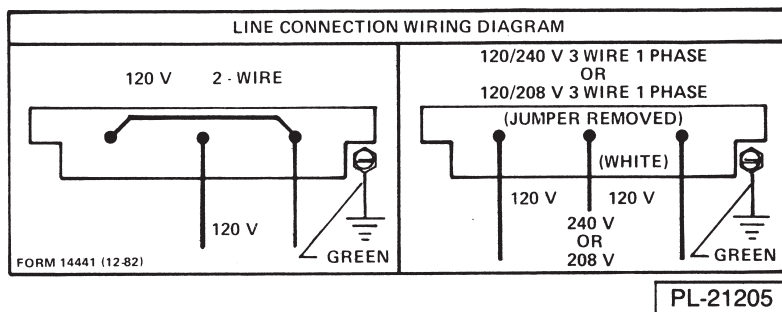 LINE CONNECTION WIRING DIAGRAM
120 V 2 - WIRE
120 V
GREEN
FORM 14441 (12-82)
120/240 V 3 WIRE 1 PHASE
OR
120/208 V 3 WIRE 1 PHASE
(JUMPER REMOVED)
(WHITE)
120 V 120 V
240 V
OR
208 V
GREEN
PL-21205